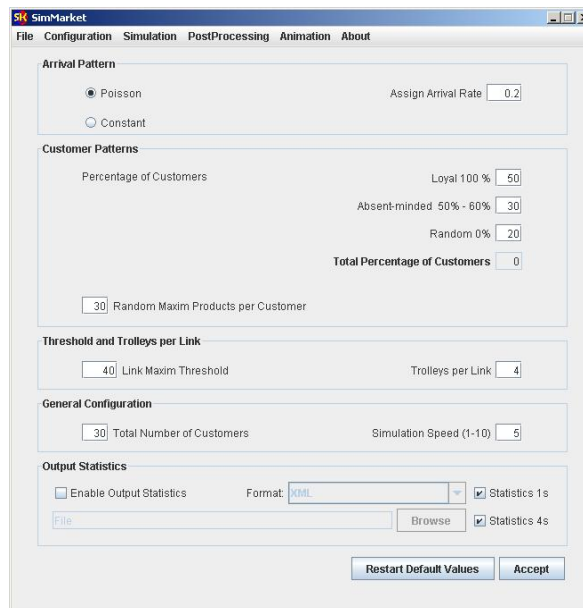 SK SimMarket
File Configuration Simulation PostProcessing Animation About
Arrival Pattern
Poisson Assign Arrival Rate 0.2
Constant
Customer Patterns
Percentage of Customers Loyal 100 % 50
Absent-minded 50% - 60% 30
Random 0% 20
Total Percentage of Customers 0
30 Random Maxim Products per Customer
Threshold and Trolleys per Link
40 Link Maxim Threshold Trolleys per Link 4
General Configuration
30 Total Number of Customers Simulation Speed (1-10) 5
Output Statistics
Enable Output Statistics Format: XML Statistics 1s
File Browse Statistics 4s
Restart Default Values Accept